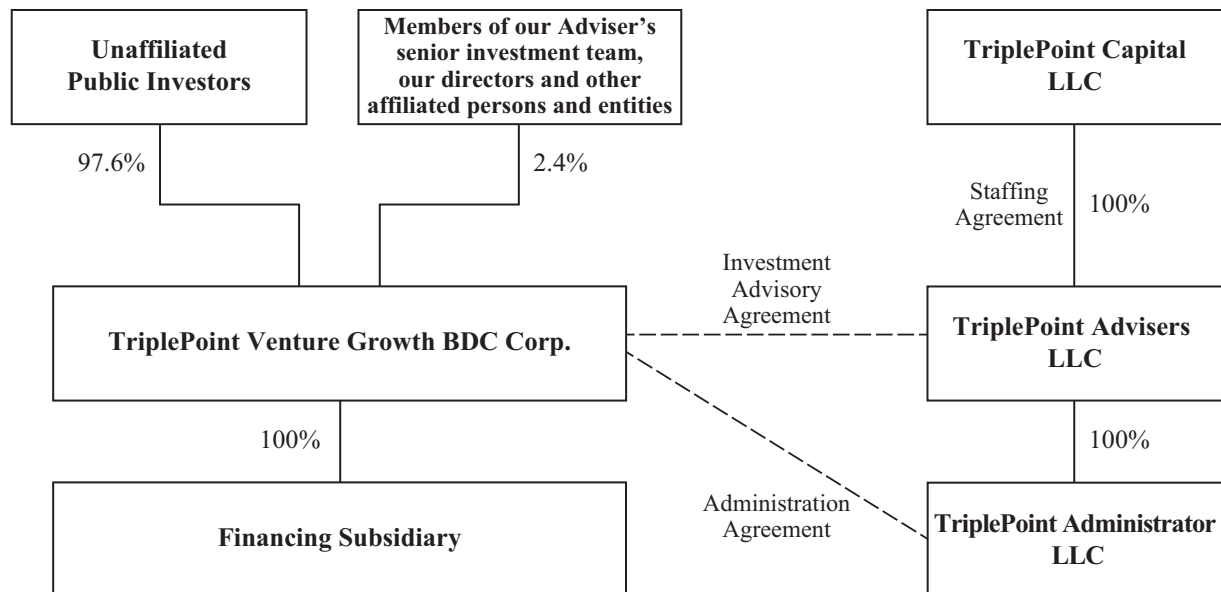 Unaffiliated
Public Investors
Members of our Adviser’s
senior investment team,
our directors and other
affiliated persons and entities
TriplePoint Capital
LLC
97.6%
2.4%
Staffing
Agreement
100%
Investment
Advisory
Agreement
TriplePoint Venture Growth BDC Corp.
TriplePoint Advisers
LLC
100%
100%
Administration
Agreement
Financing Subsidiary
TriplePoint Administrator
LLC